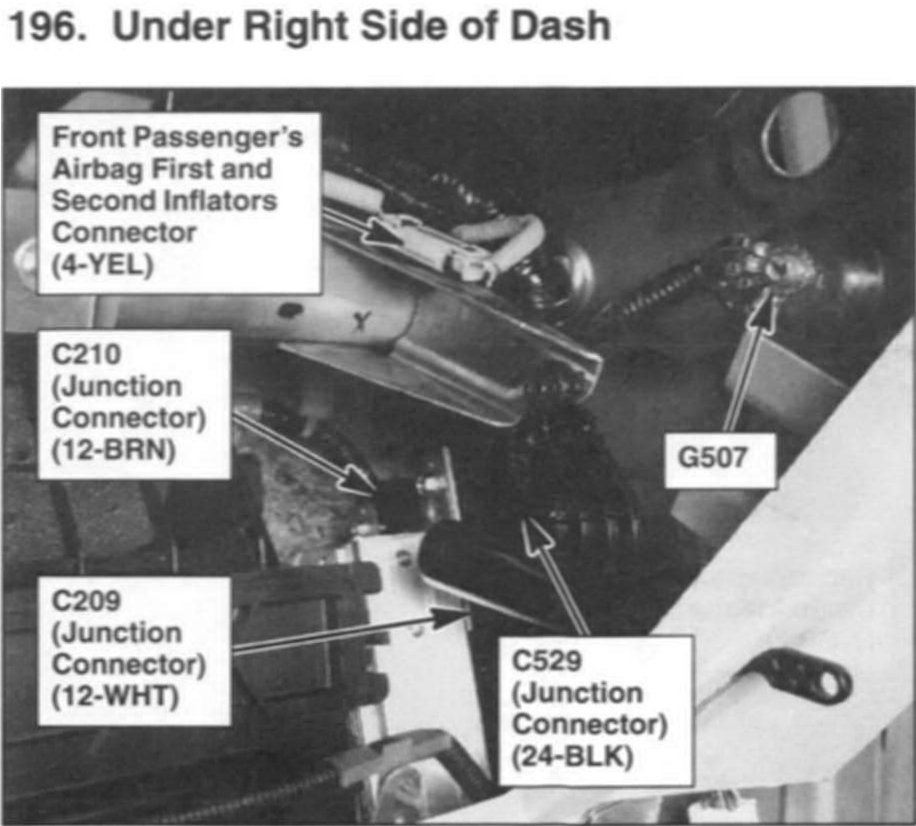 196. Under Right Side of Dash
Front Passenger's
Airbag First and
Second Inflators
Connector
(4-YEL)
C210
(Junction
Connector)
(12-BRN)
G507
C209
(Junction
Connector)
(12-WHT)
C529
(Junction
Connector)
(24-BLK)